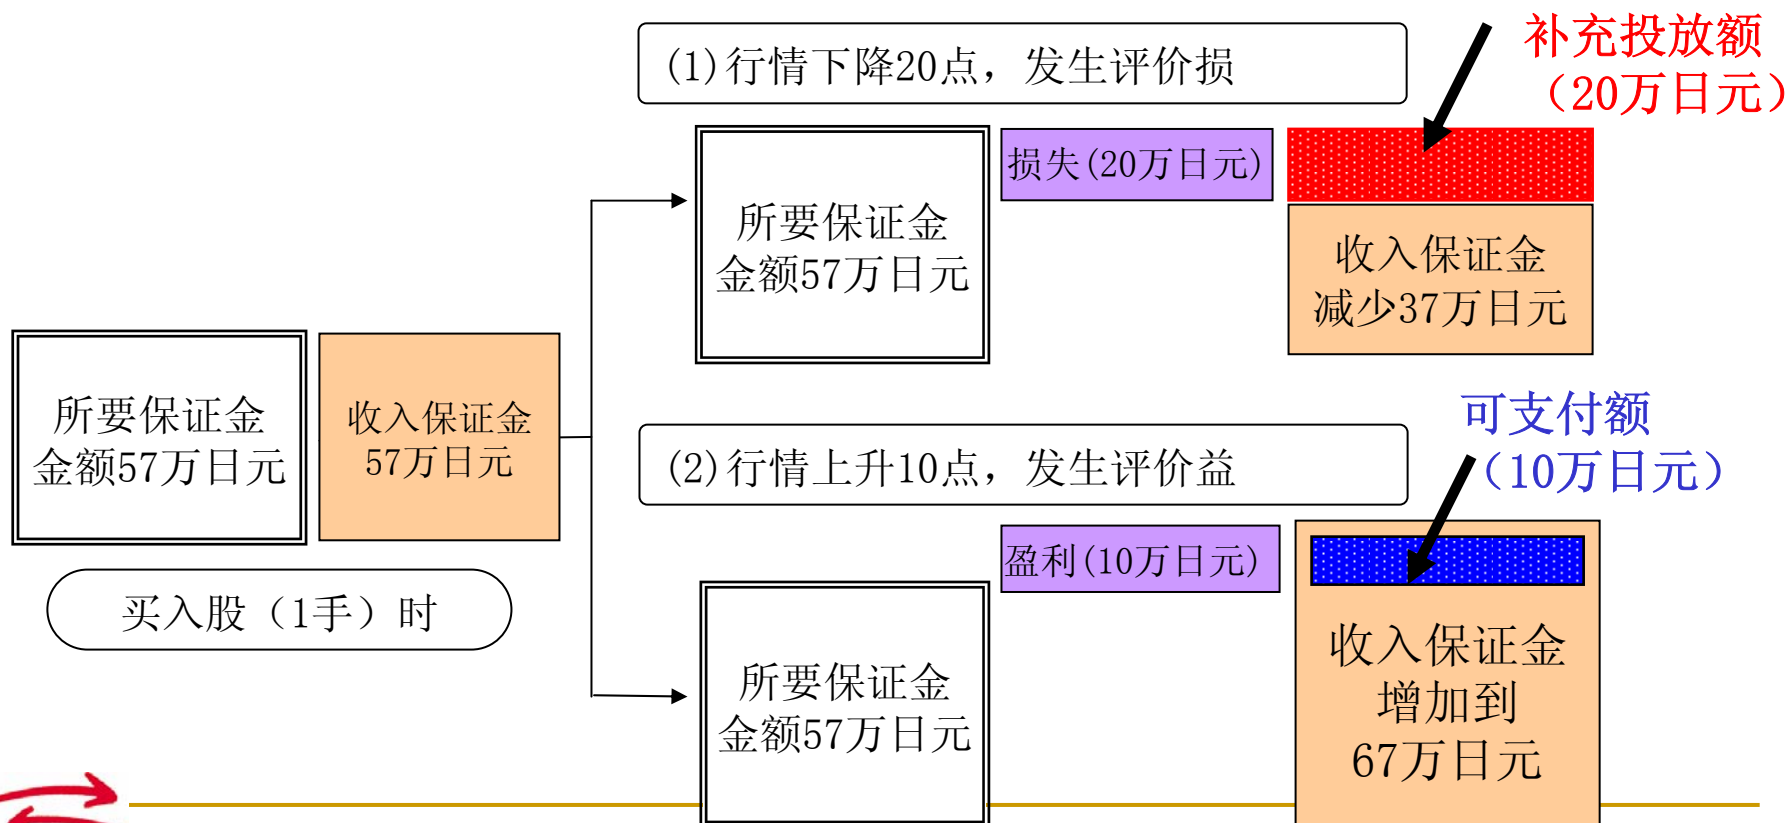 补充投放额
（20万日元）
(1)行情下降20点，发生评价损
损失(20万日元)
所要保证金
金额57万日元
收入保证金
减少37万日元
所要保证金
金额57万日元
收入保证金
57万日元
买入股（1手）时
可支付额
（10万日元）
(2)行情上升10点，发生评价益
盈利(10万日元)
所要保证金
金额57万日元
收入保证金
增加到
67万日元